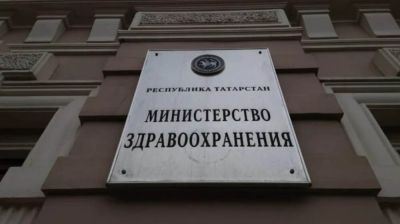 РЕСПУБЛИКА ТАТАРСТАН
МИНИСТЕРСТВО
ЗДРАВООХРАНЕНИЯ